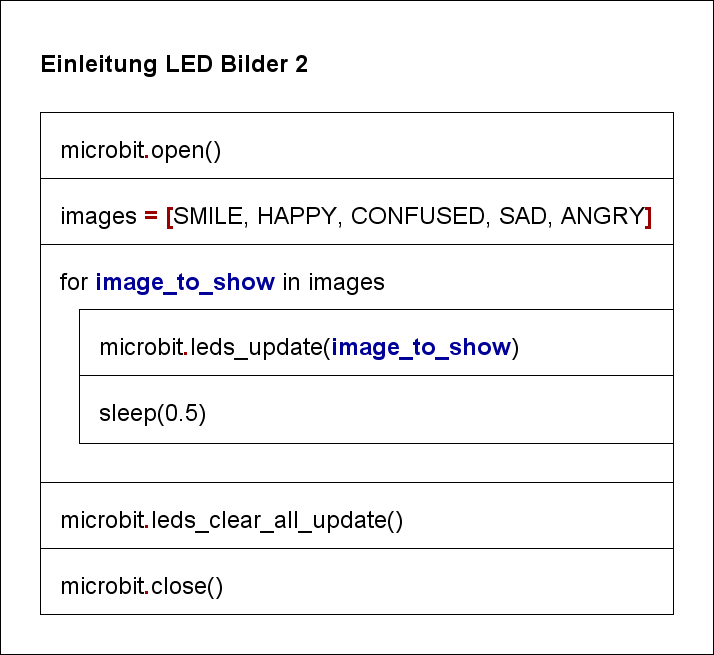 Einleitung LED Bilder 2
microbit.open()
images = [SMILE, HAPPY, CONFUSED, SAD, ANGRY]
for image_to_show in images
microbit.leds_update(image_to_show)
sleep(0.5)
microbit.leds_clear_all_update()
microbit.close()